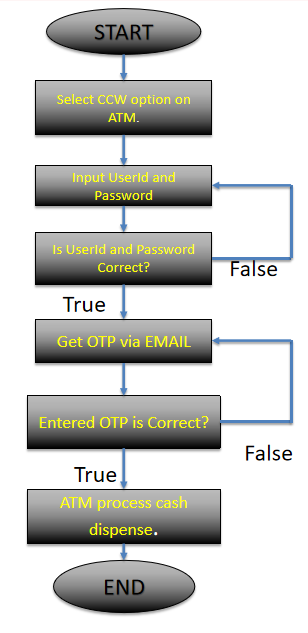 START
Select CCW option on
ATM.
Input UserId and
Password
Is UserId and Password
Correct?
False
True
Get OTP via EMAIL
Entered OTP is Correct?
False
True
ATM process cash
dispense.
END